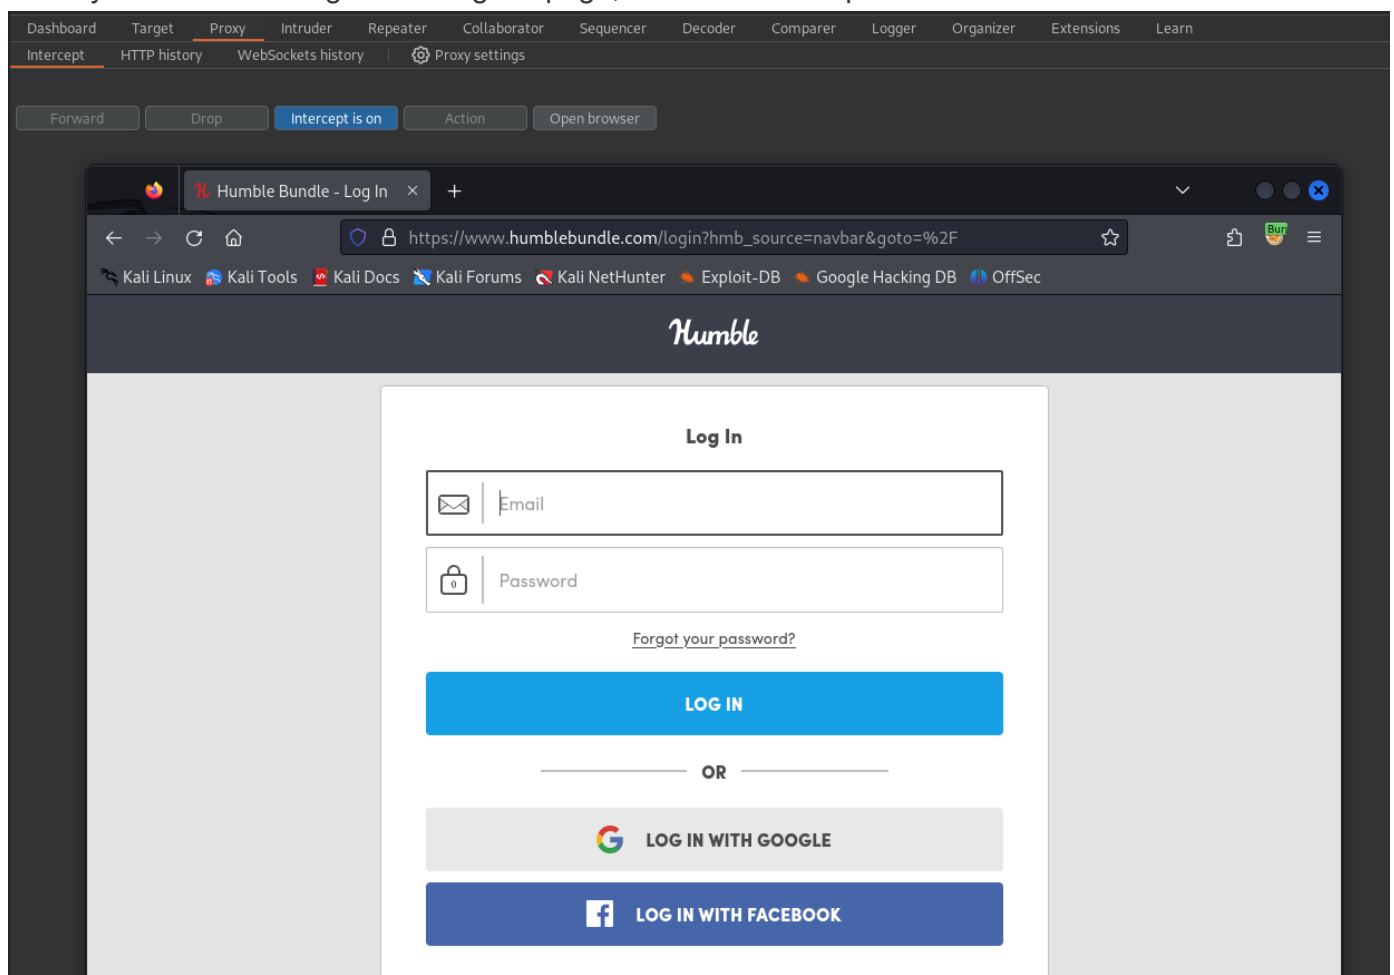 Dashboard Target Proxy Intruder Repeater Collaborator Sequencer Decoder Comparer Logger Organizer Extensions Learn
Intercept HTTP history WebSockets history Proxy settings
Forward Drop Intercept is on Action Open browser
Humble Bundle - Log In
https://www.humblebundle.com/login?hmb_source=navbar&goto=%2F
Kali Linux Kali Tools Kali Docs Kali Forums Kali NetHunter Exploit-DB Google Hacking DB OffSec
Humble
Log In
Email
Password
Forgot your password?
LOG IN
OR
LOG IN WITH GOOGLE
LOG IN WITH FACEBOOK